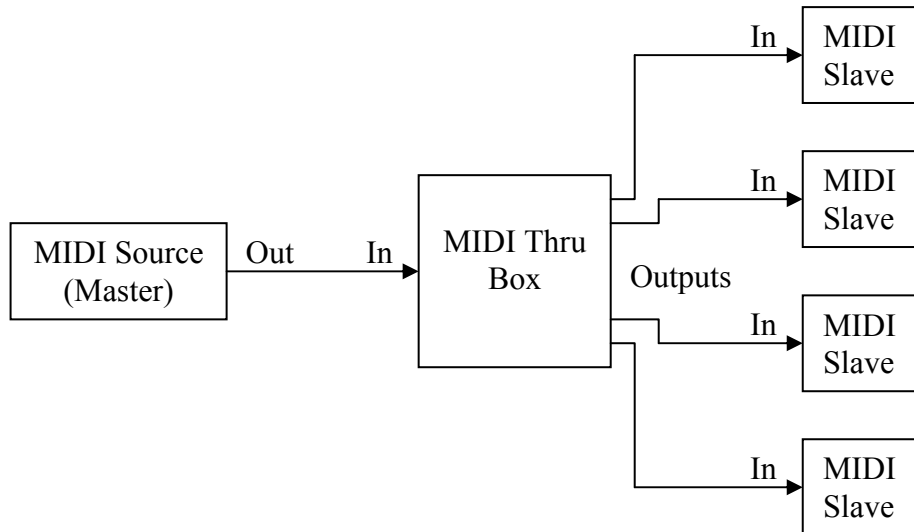 In
MIDI
Slave
In
MIDI
Slave
MIDI Source
(Master)
Out
In
MIDI Thru
Box
Outputs
In
MIDI
Slave
In
MIDI
Slave